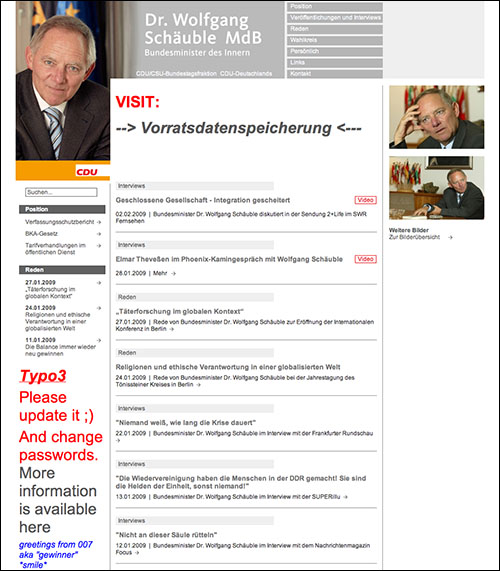 Dr. Wolfgang
Schäuble MdB
Bundesminister des Innern
CDU/CSU-Bundestagsfraktion CDU-Deutschlands
Position
Veröffentlichungen und Interviews
Reden
Wahlkreis
Persönlich
Links
Kontakt
CDU
Suchen...
Position
Verfassungsschutzbericht →
BKA-Gesetz →
Tarifverhandlungen im →
öffentlichen Dienst
Reden
27.01.2009 →
„Täterforschung im
globalen Kontext"
24.01.2009 →
Religionen und ethische
Verantwortung in einer
globalisierten Welt
11.01.2009 →
Die Balance immer wieder
neu gewinnen
Typo3
Please
update it ;)
And change
passwords.
More
information
is available
here
greetings from 007
aka "gewinner"
*smile*
VISIT:
--> Vorratsdatenspeicherung <---
Interviews
Geschlossene Gesellschaft - Integration gescheitert Video
02.02.2009 | Bundesminister Dr. Wolfgang Schäuble diskutiert in der Sendung 2+Leif im SWR
Fernsehen
Interviews
Elmar Theveßen im Phoenix-Kamingespräch mit Wolfgang Schäuble Video
28.01.2009 | Mehr →
Reden
„Täterforschung im globalen Kontext"
27.01.2009 | Rede von Bundesminister Dr. Wolfgang Schäuble zur Eröffnung der Internationalen
Konferenz in Berlin →
Reden
Religionen und ethische Verantwortung in einer globalisierten Welt
24.01.2009 | Rede von Bundesminister Dr. Wolfgang Schäuble bei der Jahrestagung des
Tönissteiner Kreises in Berlin →
Interviews
"Niemand weiß, wie lang die Krise dauert"
22.01.2009 | Bundesminister Dr. Wolfgang Schäuble im Interview mit der Frankfurter Rundschau
→
Interviews
"Die Wiedervereinigung haben die Menschen in der DDR gemacht! Sie sind
die Helden der Einheit, sonst niemand!"
13.01.2009 | Bundesminister Dr. Wolfgang Schäuble im Interview mit der SUPERillu →
Interviews
"Nicht an dieser Säule rütteln"
12.01.2009 | Bundesminister Dr. Wolfgang Schäuble im Interview mit dem Nachrichtenmagazin
Focus →
Weitere Bilder
Zur Bilderübersicht →